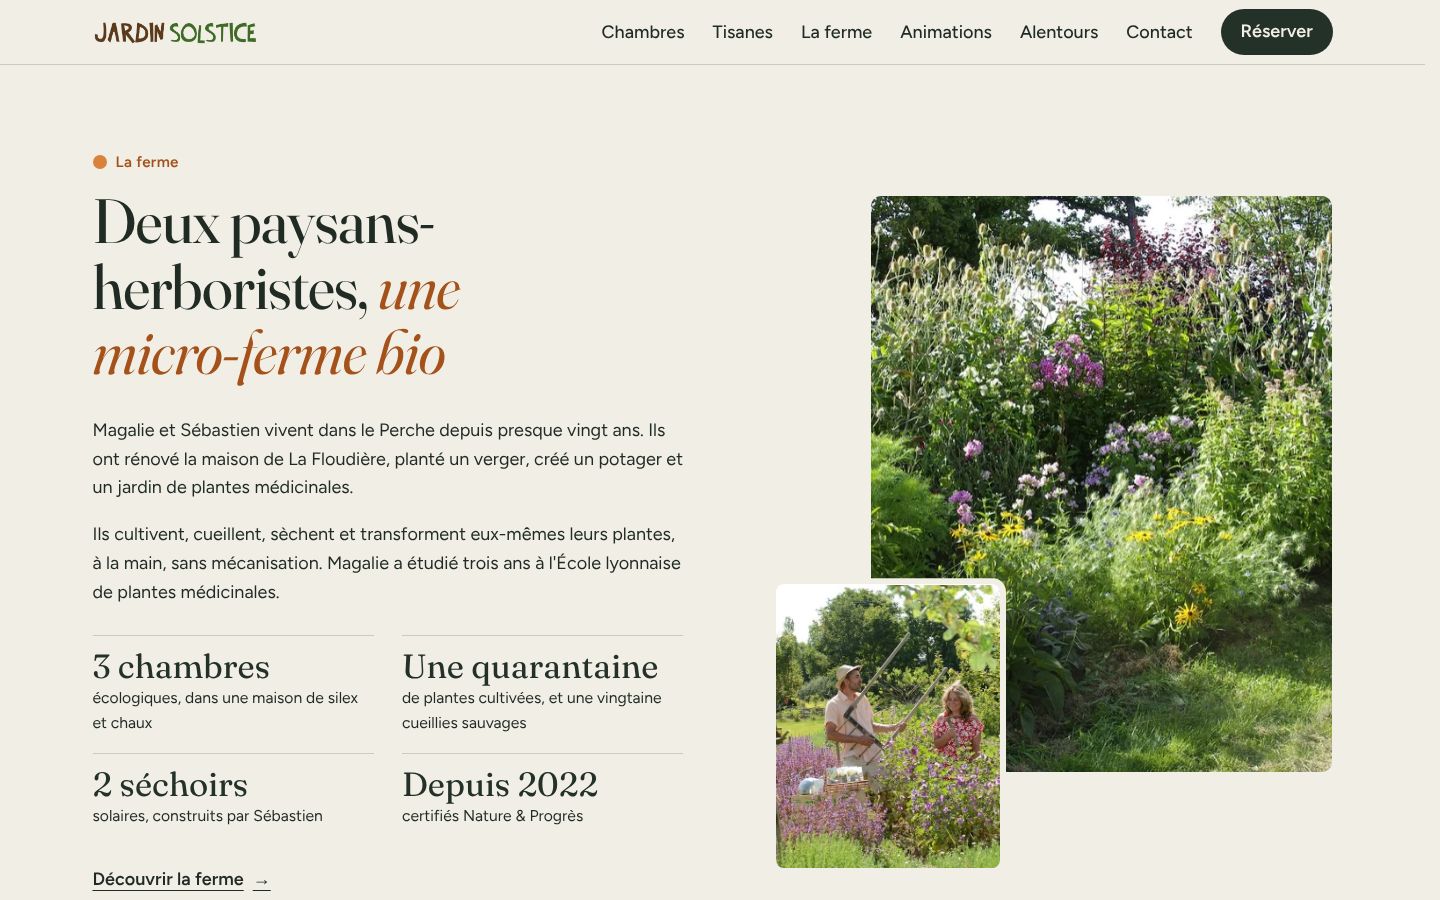 JARDIN SOLSTICE
Chambres
Tisanes
La ferme
Animations
Alentours
Contact
Réserver
La ferme
Deux paysans-
herboristes, une
micro-ferme bio
Magalie et Sébastien vivent dans le Perche depuis presque vingt ans. Ils
ont rénové la maison de La Floudière, planté un verger, créé un potager et
un jardin de plantes médicinales.
Ils cultivent, cueillent, sèchent et transforment eux-mêmes leurs plantes,
à la main, sans mécanisation. Magalie a étudié trois ans à l'École lyonnaise
de plantes médicinales.
3 chambres
écologiques, dans une maison de silex
et chaux
Une quarantaine
de plantes cultivées, et une vingtaine
cueillies sauvages
2 séchoirs
solaires, construits par Sébastien
Depuis 2022
certifiés Nature & Progrès
Découvrir la ferme →